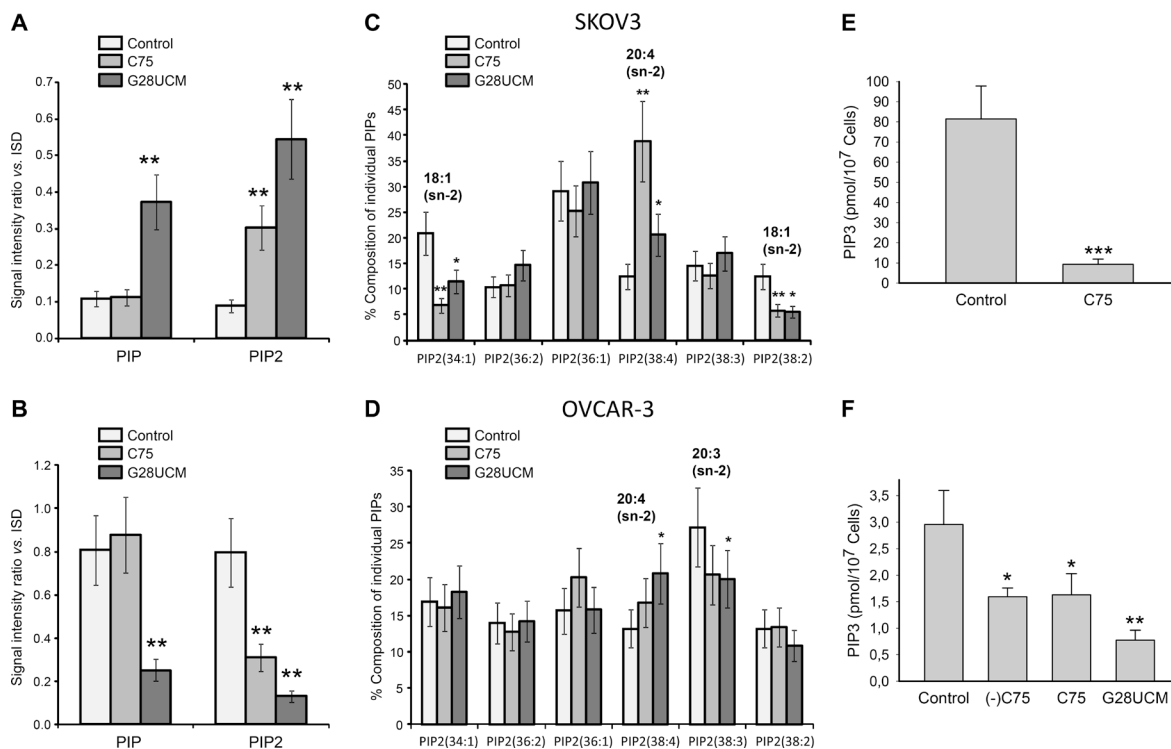 A
Control
C75
G28UCM
Signal intensity ratio vs. ISD
0.7
0.6
0.5
0.4
0.3
0.2
0.1
0.0
**
**
**
PIP
PIP2
C
SKOV3
Control
C75
G28UCM
% Composition of individual PIPs
50
45
40
35
30
25
20
15
10
5
0
18:1
(sn-2)
**
*
20:4
(sn-2)
**
*
18:1
(sn-2)
**
*
PIP2(34:1)
PIP2(36:2)
PIP2(36:1)
PIP2(38:4)
PIP2(38:3)
PIP2(38:2)
E
PIP3 (pmol/10⁷ Cells)
100
90
80
70
60
50
40
30
20
10
0
***
Control
C75
B
Control
C75
G28UCM
Signal intensity ratio vs. ISD
1.2
1.0
0.8
0.6
0.4
0.2
0.0
**
**
**
PIP
PIP2
D
OVCAR-3
Control
C75
G28UCM
% Composition of individual PIPs
35
30
25
20
15
10
5
0
20:4
(sn-2)
*
20:3
(sn-2)
*
PIP2(34:1)
PIP2(36:2)
PIP2(36:1)
PIP2(38:4)
PIP2(38:3)
PIP2(38:2)
F
PIP3 (pmol/10⁷ Cells)
3,5
3,0
2,5
2,0
1,5
1,0
0,5
0,0
*
*
**
Control
(-)C75
C75
G28UCM